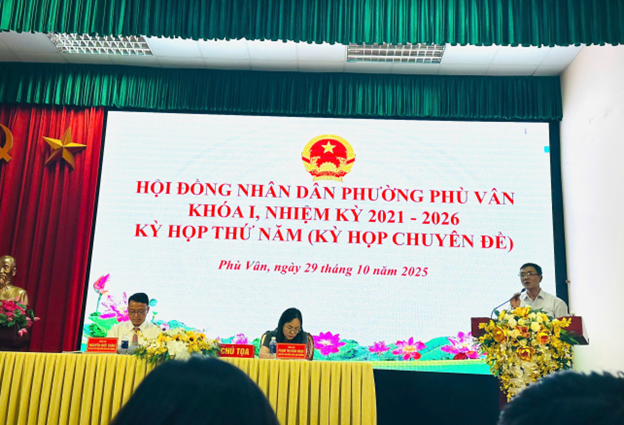 HỘI ĐỒNG NHÂN DÂN PHƯỜNG PHÙ VÂN
KHÓA I, NHIỆM KỲ 2021 - 2026
KỲ HỌP THỨ NĂM (KỲ HỌP CHUYÊN ĐỀ)
Phù Vân, ngày 29 tháng 10 năm 2025
CHỦ TỌA